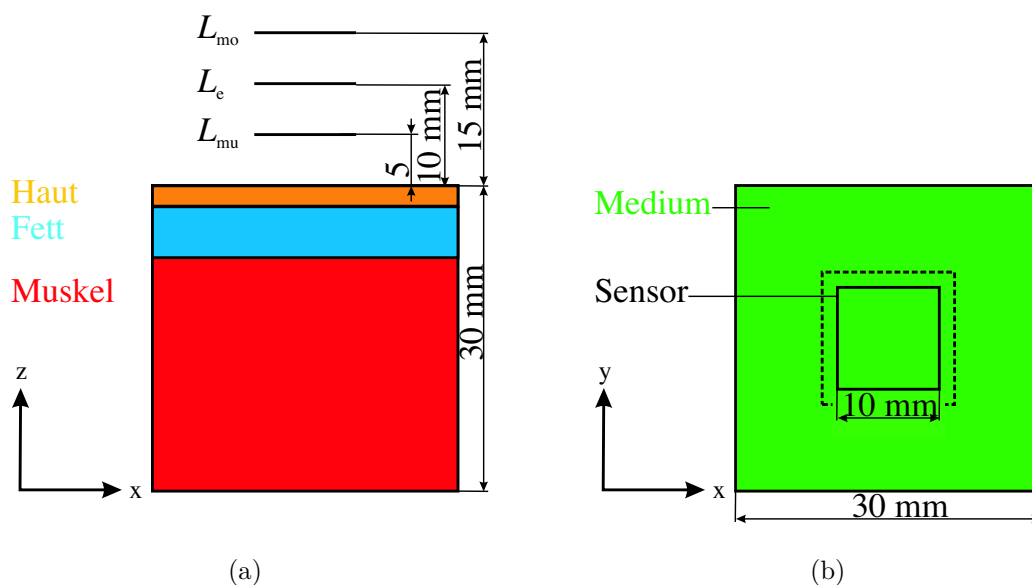 L_mo
L_e
L_mu
5
10 mm
15 mm
Haut
Fett
Muskel
30 mm
z
x
(a)
Medium
Sensor
10 mm
y
x
30 mm
(b)